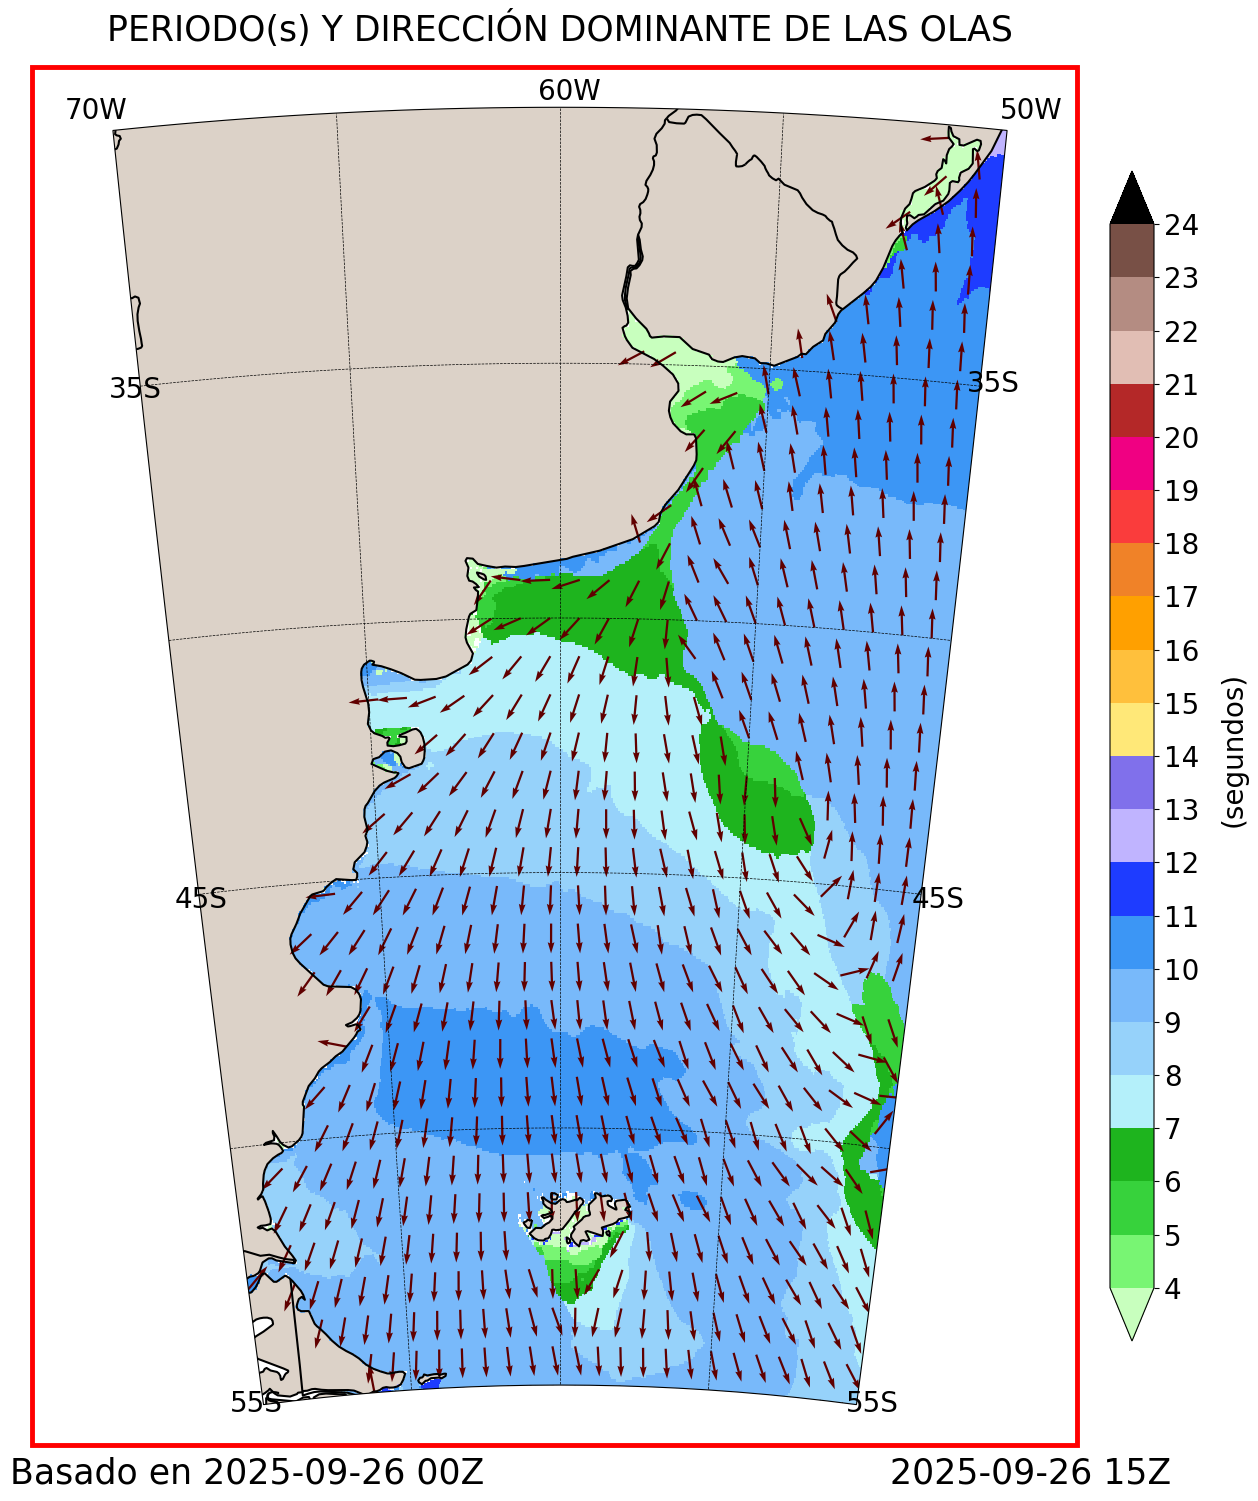 PERIODO(s) Y DIRECCIÓN DOMINANTE DE LAS OLAS
70W
60W
50W
35S
35S
45S
45S
55S
55S
24
23
22
21
20
19
18
17
16
15
14
13
12
11
10
9
8
7
6
5
4
(segundos)
Basado en 2025-09-26 00Z
2025-09-26 15Z